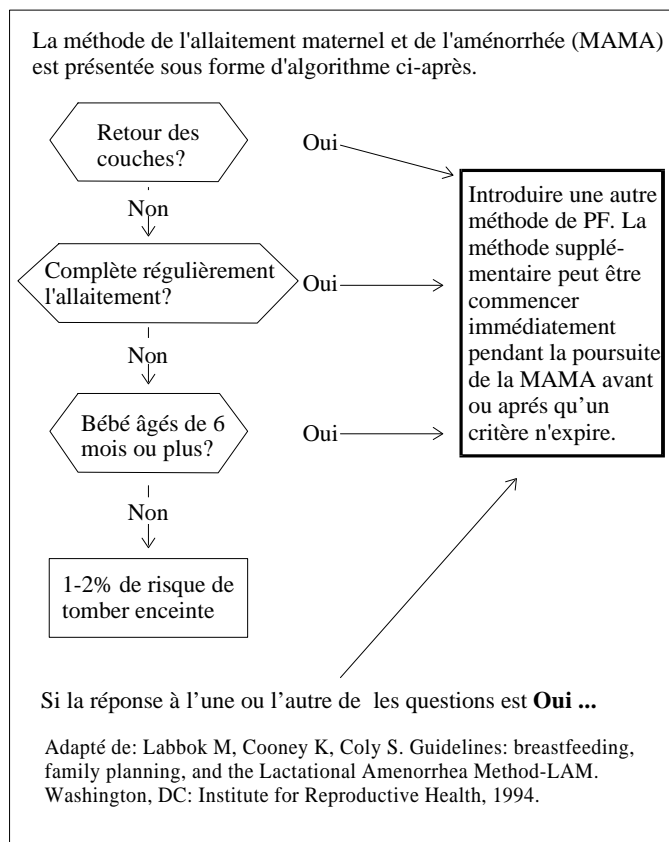 La méthode de l'allaitement maternel et de l'aménorrhée (MAMA)
est présentée sous forme d'algorithme ci-après.
Retour des
couches?
Oui
Non
Introduire une autre
méthode de PF. La
méthode supplé-
mentaire peut être
commencer
immédiatement
pendant la poursuite
de la MAMA avant
ou aprés qu’un
critère n'expire.
Complète régulièrement
l'allaitement?
Oui
Non
Bébé âgés de 6
mois ou plus?
Oui
Non
1-2% de risque de
tomber enceinte
Si la réponse à l’une ou l’autre de les questions est Oui ...
Adapté de: Labbok M, Cooney K, Coly S. Guidelines: breastfeeding,
family planning, and the Lactational Amenorrhea Method-LAM.
Washington, DC: Institute for Reproductive Health, 1994.